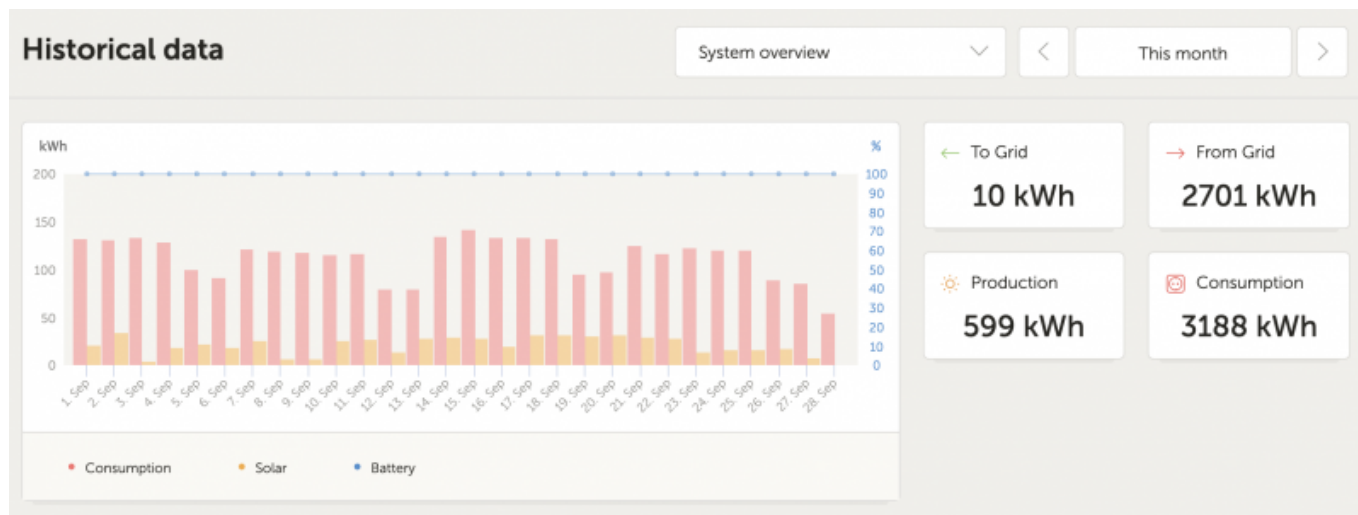 Historical data
System overview
This month
kWh
%
200
150
100
50
0
100
90
80
70
60
50
40
30
20
10
0
1. Sep
2. Sep
3. Sep
4. Sep
5. Sep
6. Sep
7. Sep
8. Sep
9. Sep
10. Sep
11. Sep
12. Sep
13. Sep
14. Sep
15. Sep
16. Sep
17. Sep
18. Sep
19. Sep
20. Sep
21. Sep
22. Sep
23. Sep
24. Sep
25. Sep
26. Sep
27. Sep
28. Sep
Consumption
Solar
Battery
To Grid
10 kWh
From Grid
2701 kWh
Production
599 kWh
Consumption
3188 kWh